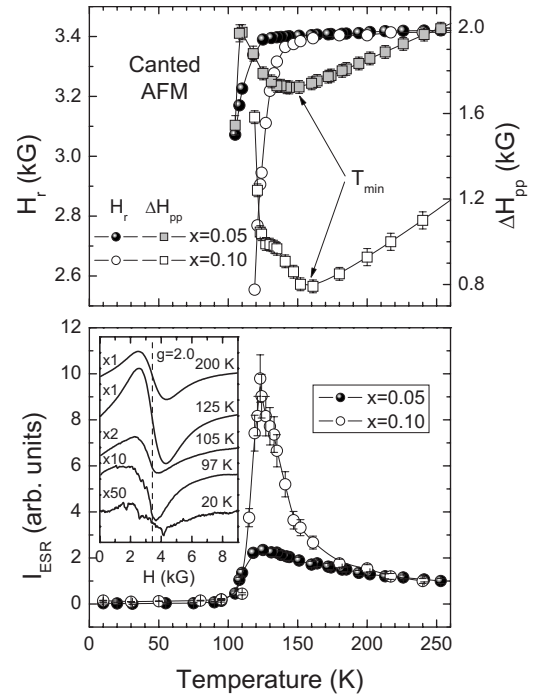 3.4
3.2
3.0
2.8
2.6
H_r (kG)
2.0
1.6
1.2
0.8
ΔH_pp (kG)
Canted
AFM
T_min
H_r ΔH_pp
x=0.05
x=0.10
12
10
8
6
4
2
0
I_ESR (arb. units)
x=0.05
x=0.10
g=2.0
x1 200 K
x1 125 K
x2 105 K
x10 97 K
x50 20 K
0 2 4 6 8
H (kG)
0 50 100 150 200 250
Temperature (K)